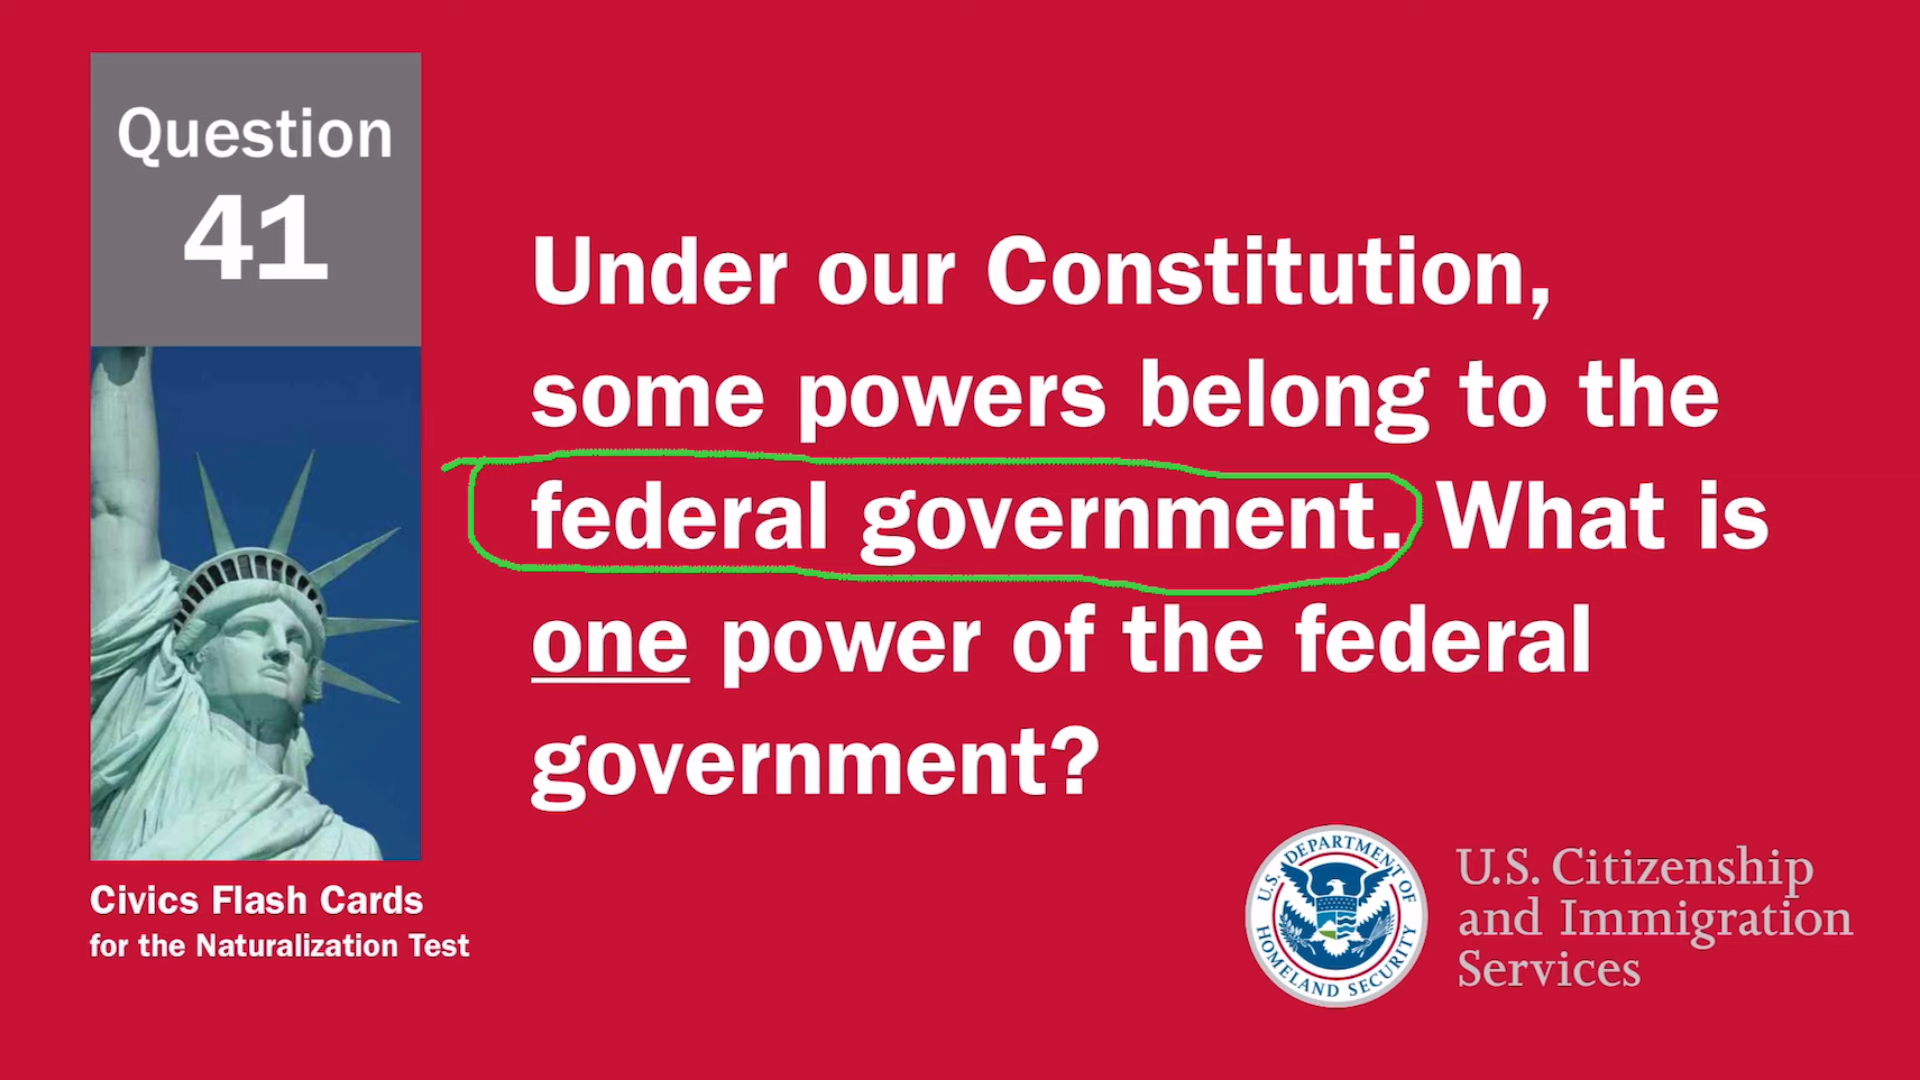 Question
41
Under our Constitution,
some powers belong to the
federal government. What is
one power of the federal
government?
Civics Flash Cards
for the Naturalization Test
U.S. DEPARTMENT OF
HOMELAND SECURITY
U.S. Citizenship
and Immigration
Services